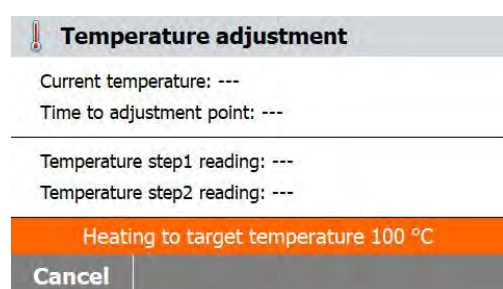 Temperature adjustment
Current temperature: ---
Time to adjustment point: ---
Temperature step1 reading: ---
Temperature step2 reading: ---
Heating to target temperature 100 °C
Cancel